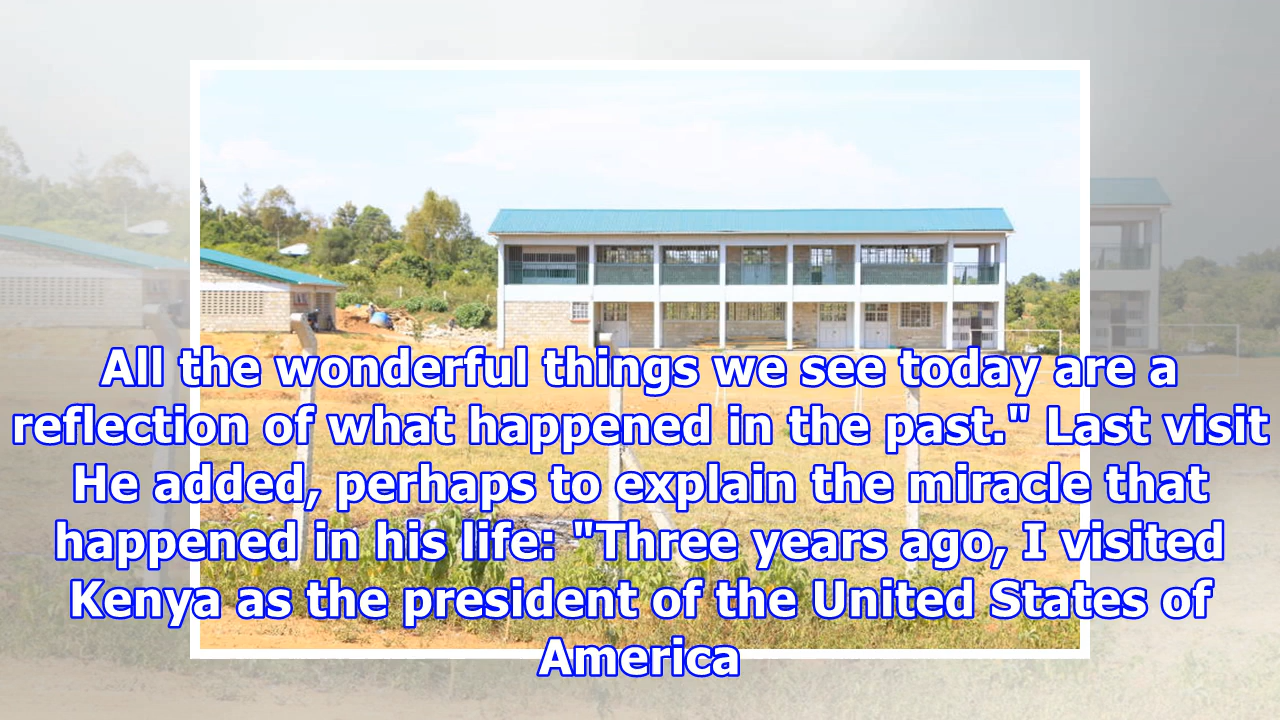 All the wonderful things we see today are a
reflection of what happened in the past." Last visit
He added, perhaps to explain the miracle that
happened in his life: "Three years ago, I visited
Kenya as the president of the United States of
America